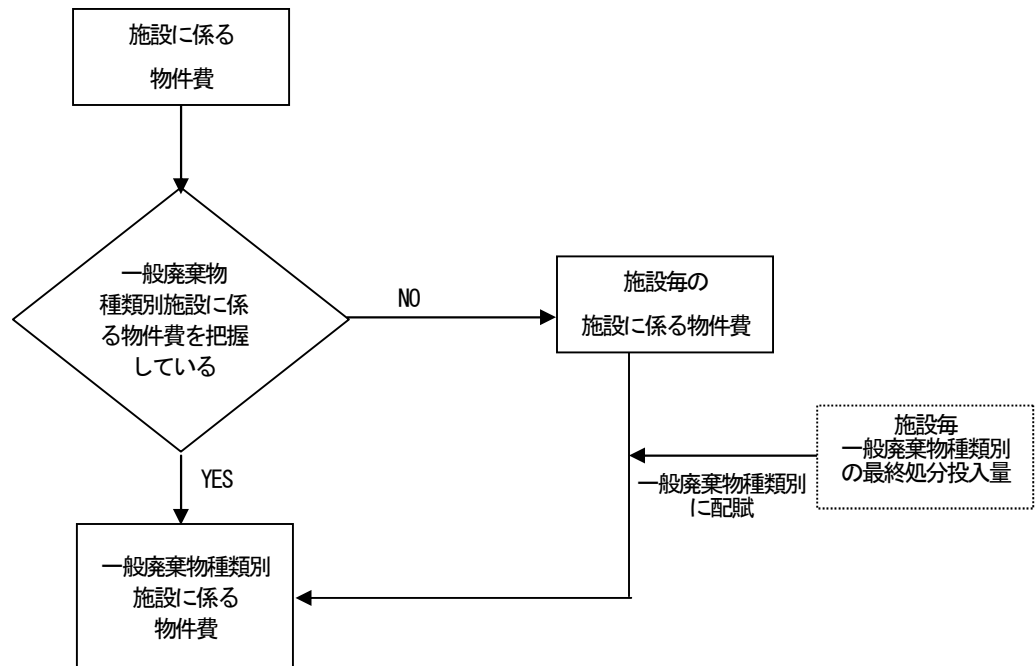 施設に係る
物件費
一般廃棄物
種類別施設に係
る物件費を把握
している
NO
施設毎の
施設に係る物件費
施設毎
一般廃棄物種類別
の最終処分投入量
一般廃棄物種類別
に配賦
YES
一般廃棄物種類別
施設に係る
物件費